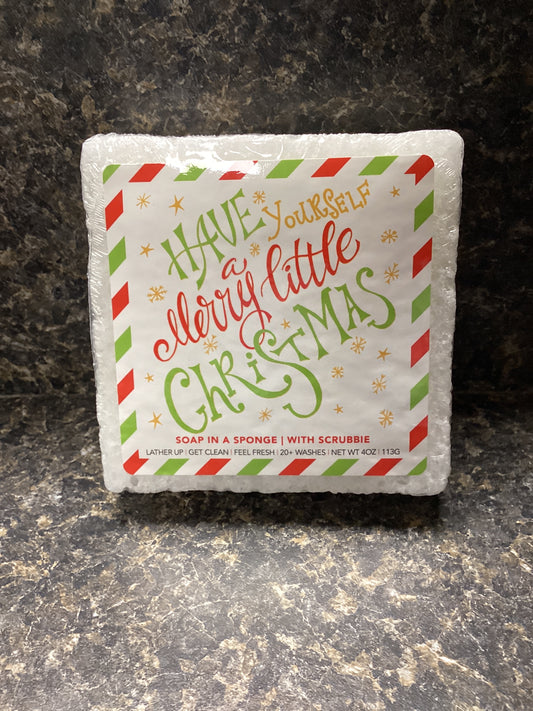 HAVE YOURSELF
a
Merry little
CHRiSTMAS
SOAP IN A SPONGE | WITH SCRUBBIE
LATHER UP | GET CLEAN | FEEL FRESH | 20+ WASHES | NET WT 4OZ | 113G